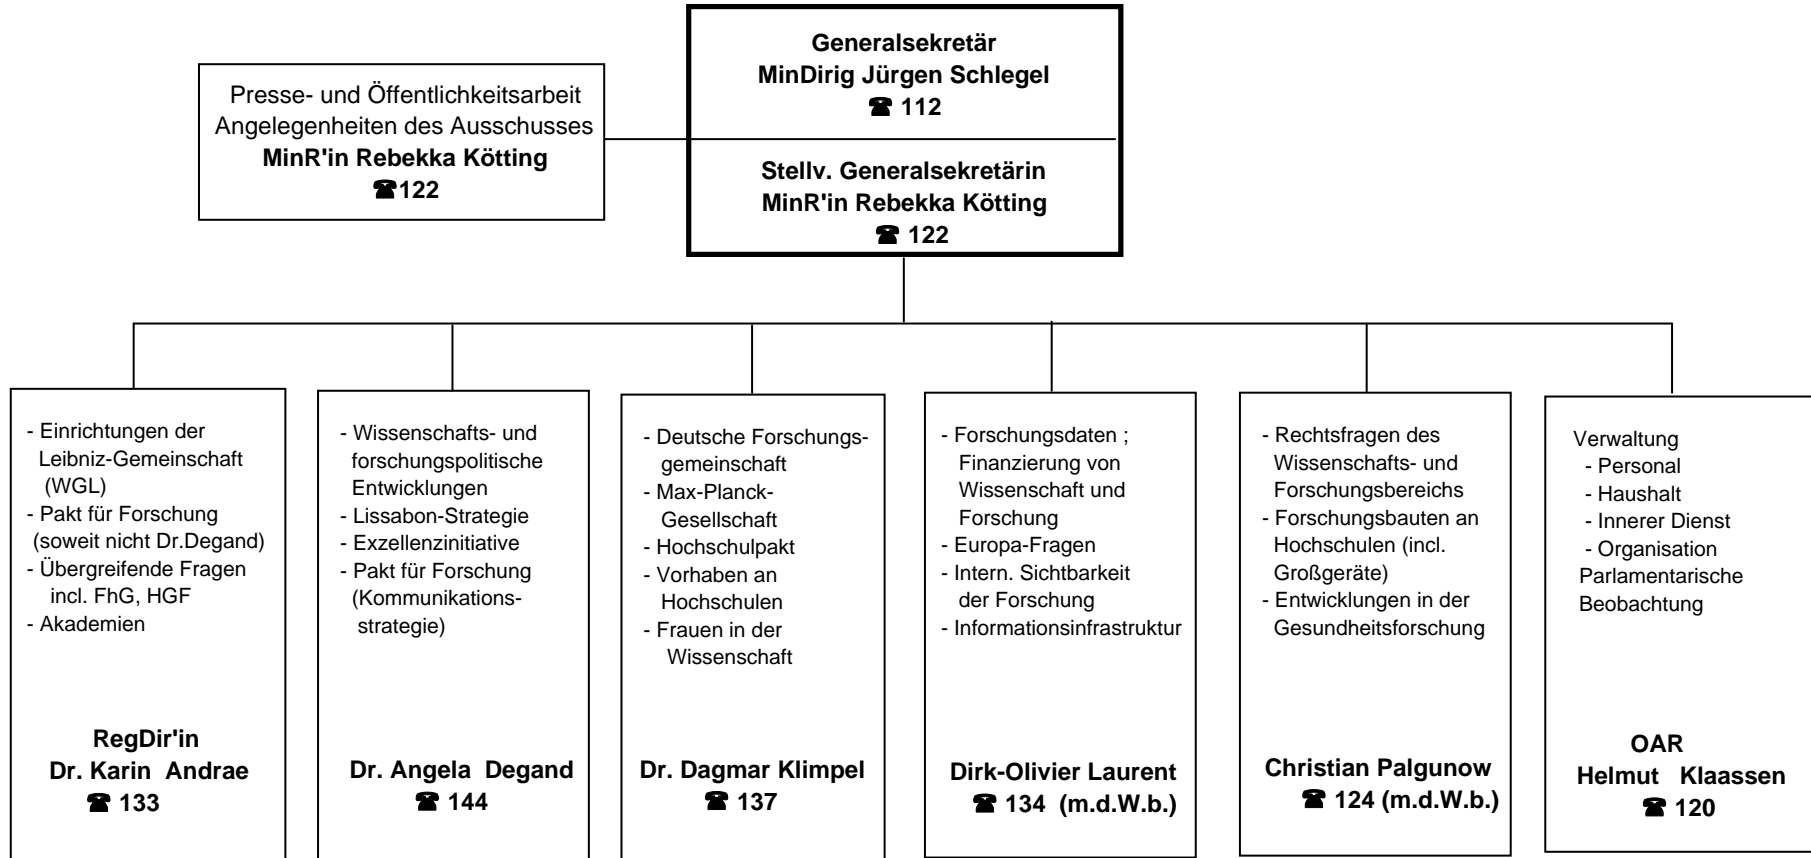 Generalsekretär
MinDirig Jürgen Schlegel
☎ 112
Presse- und Öffentlichkeitsarbeit
Angelegenheiten des Ausschusses
MinR'in Rebekka Kötting
☎122
Stellv. Generalsekretärin
MinR'in Rebekka Kötting
☎ 122
- Einrichtungen der
Leibniz-Gemeinschaft
(WGL)
- Pakt für Forschung
(soweit nicht Dr.Degand)
- Übergreifende Fragen
incl. FhG, HGF
- Akademien
RegDir'in
Dr. Karin Andrae
☎ 133
- Wissenschafts- und
forschungspolitische
Entwicklungen
- Lissabon-Strategie
- Exzellenzinitiative
- Pakt für Forschung
(Kommunikations-
strategie)
Dr. Angela Degand
☎ 144
- Deutsche Forschungs-
gemeinschaft
- Max-Planck-
Gesellschaft
- Hochschulpakt
- Vorhaben an
Hochschulen
- Frauen in der
Wissenschaft
Dr. Dagmar Klimpel
☎ 137
- Forschungsdaten ;
Finanzierung von
Wissenschaft und
Forschung
- Europa-Fragen
- Intern. Sichtbarkeit
der Forschung
- Informationsinfrastruktur
Dirk-Olivier Laurent
☎ 134 (m.d.W.b.)
- Rechtsfragen des
Wissenschafts- und
Forschungsbereichs
- Forschungsbauten an
Hochschulen (incl.
Großgeräte)
- Entwicklungen in der
Gesundheitsforschung
Christian Palgunow
☎ 124 (m.d.W.b.)
Verwaltung
- Personal
- Haushalt
- Innerer Dienst
- Organisation
Parlamentarische
Beobachtung
OAR
Helmut Klaassen
☎ 120